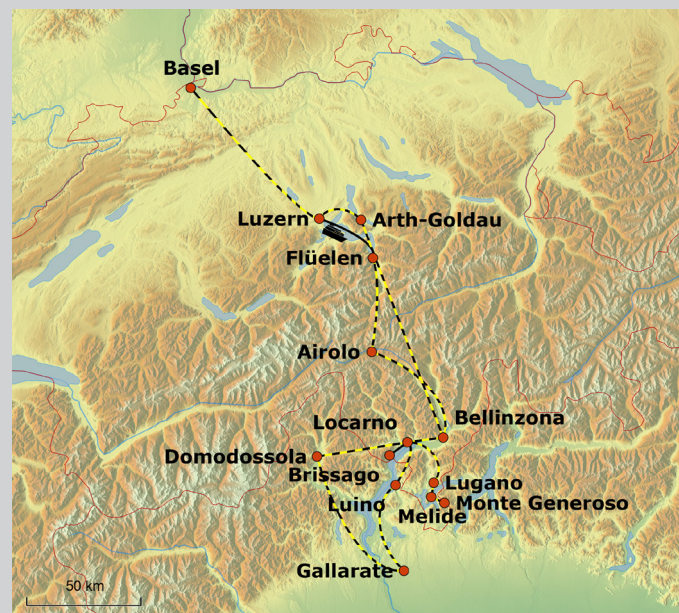 Basel
Luzern
Arth-Goldau
Flüelen
Airolo
Locarno
Bellinzona
Domodossola
Brissago
Lugano
Luino
Monte Generoso
Melide
Gallarate
50 km